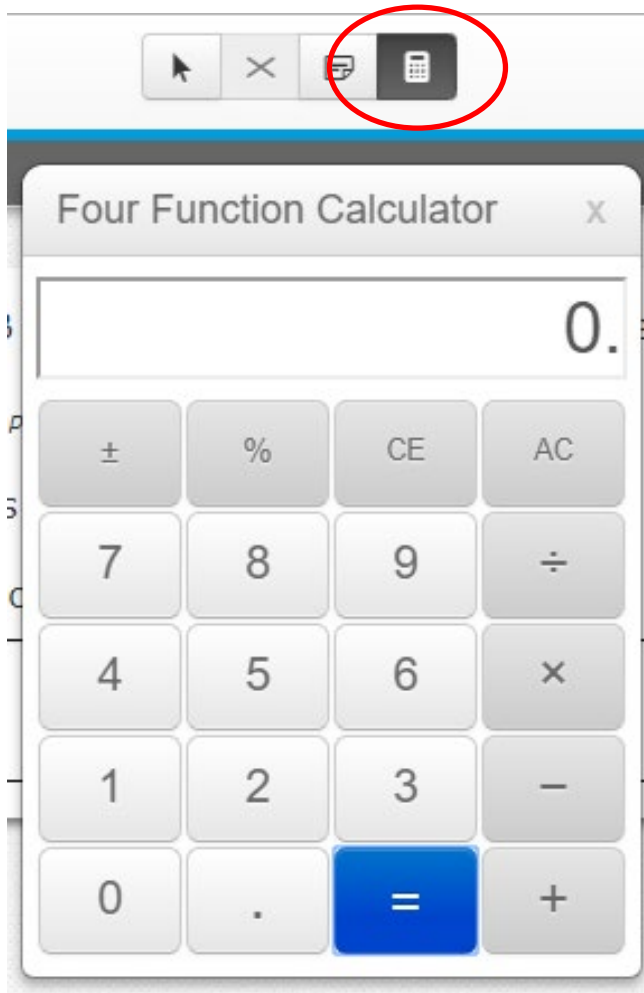 Four Function Calculator x
0.
± % CE AC
7 8 9 ÷
4 5 6 ×
1 2 3 −
0 . = +